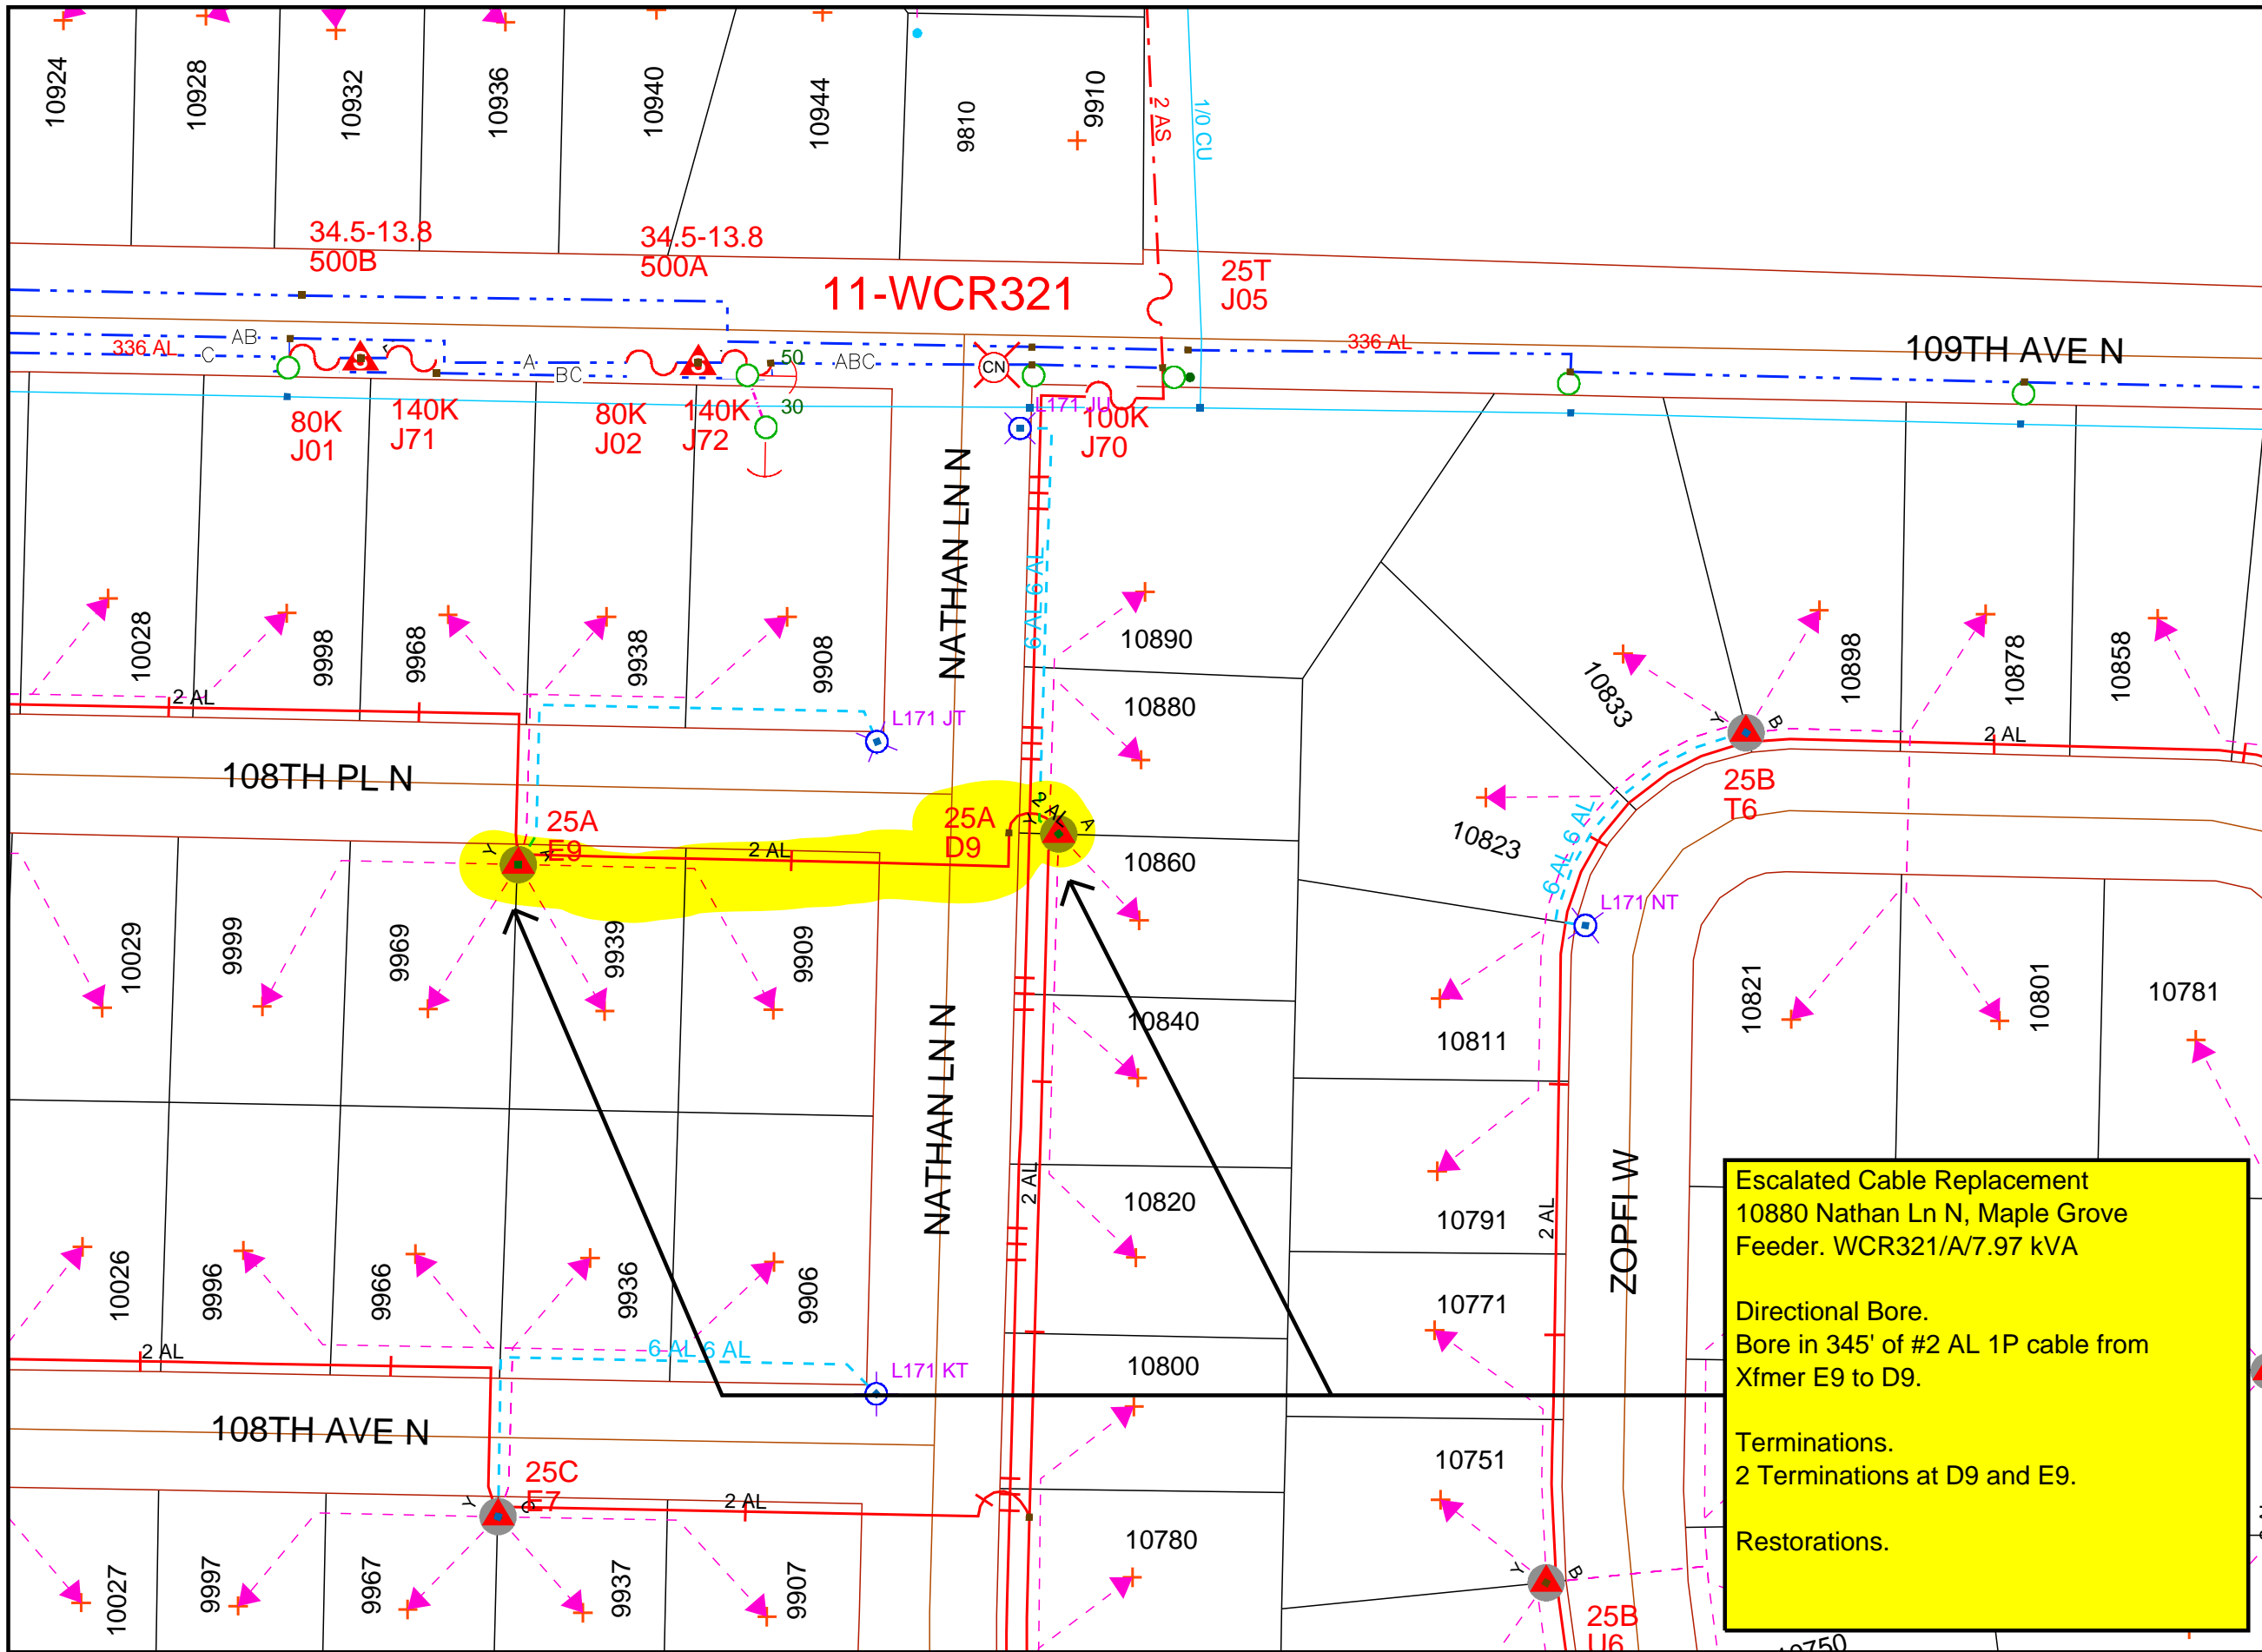 10924
10928
10932
10936
10940
10944
9810
9910
2 AS
1/0 CU
34.5-13.8
500B
34.5-13.8
500A
11-WCR321
25T
J05
336 AL
AB
C
A
BC
50
ABC
CN
336 AL
109TH AVE N
30
80K
J01
140K
J71
80K
J02
140K
J72
L171 JU
100K
J70
NATHAN LN N
6 AL 6 AL
10028
9998
9968
9938
9908
10890
10880
10833
10898
10878
10858
2 AL
L171 JT
Y
B
2 AL
108TH PL N
25B
T6
25A
E9
Y
2 AL
25A
D9
2 AL
Y
A
10860
10823
6 AL 6 AL
L171 NT
10029
9999
9969
9939
9909
10840
10811
10821
10801
10781
NATHAN LN N
2 AL
10820
10791
2 AL
ZOPFI W
10026
9996
9966
9936
9906
10771
2 AL
6 AL 6 AL
L171 KT
10800
108TH AVE N
25C
E7
Y
2 AL
10751
10780
10027
9997
9967
9937
9907
Y
B
25B
U6
10750
Escalated Cable Replacement
10880 Nathan Ln N, Maple Grove
Feeder. WCR321/A/7.97 kVA
Directional Bore.
Bore in 345' of #2 AL 1P cable from
Xfmer E9 to D9.
Terminations.
2 Terminations at D9 and E9.
Restorations.